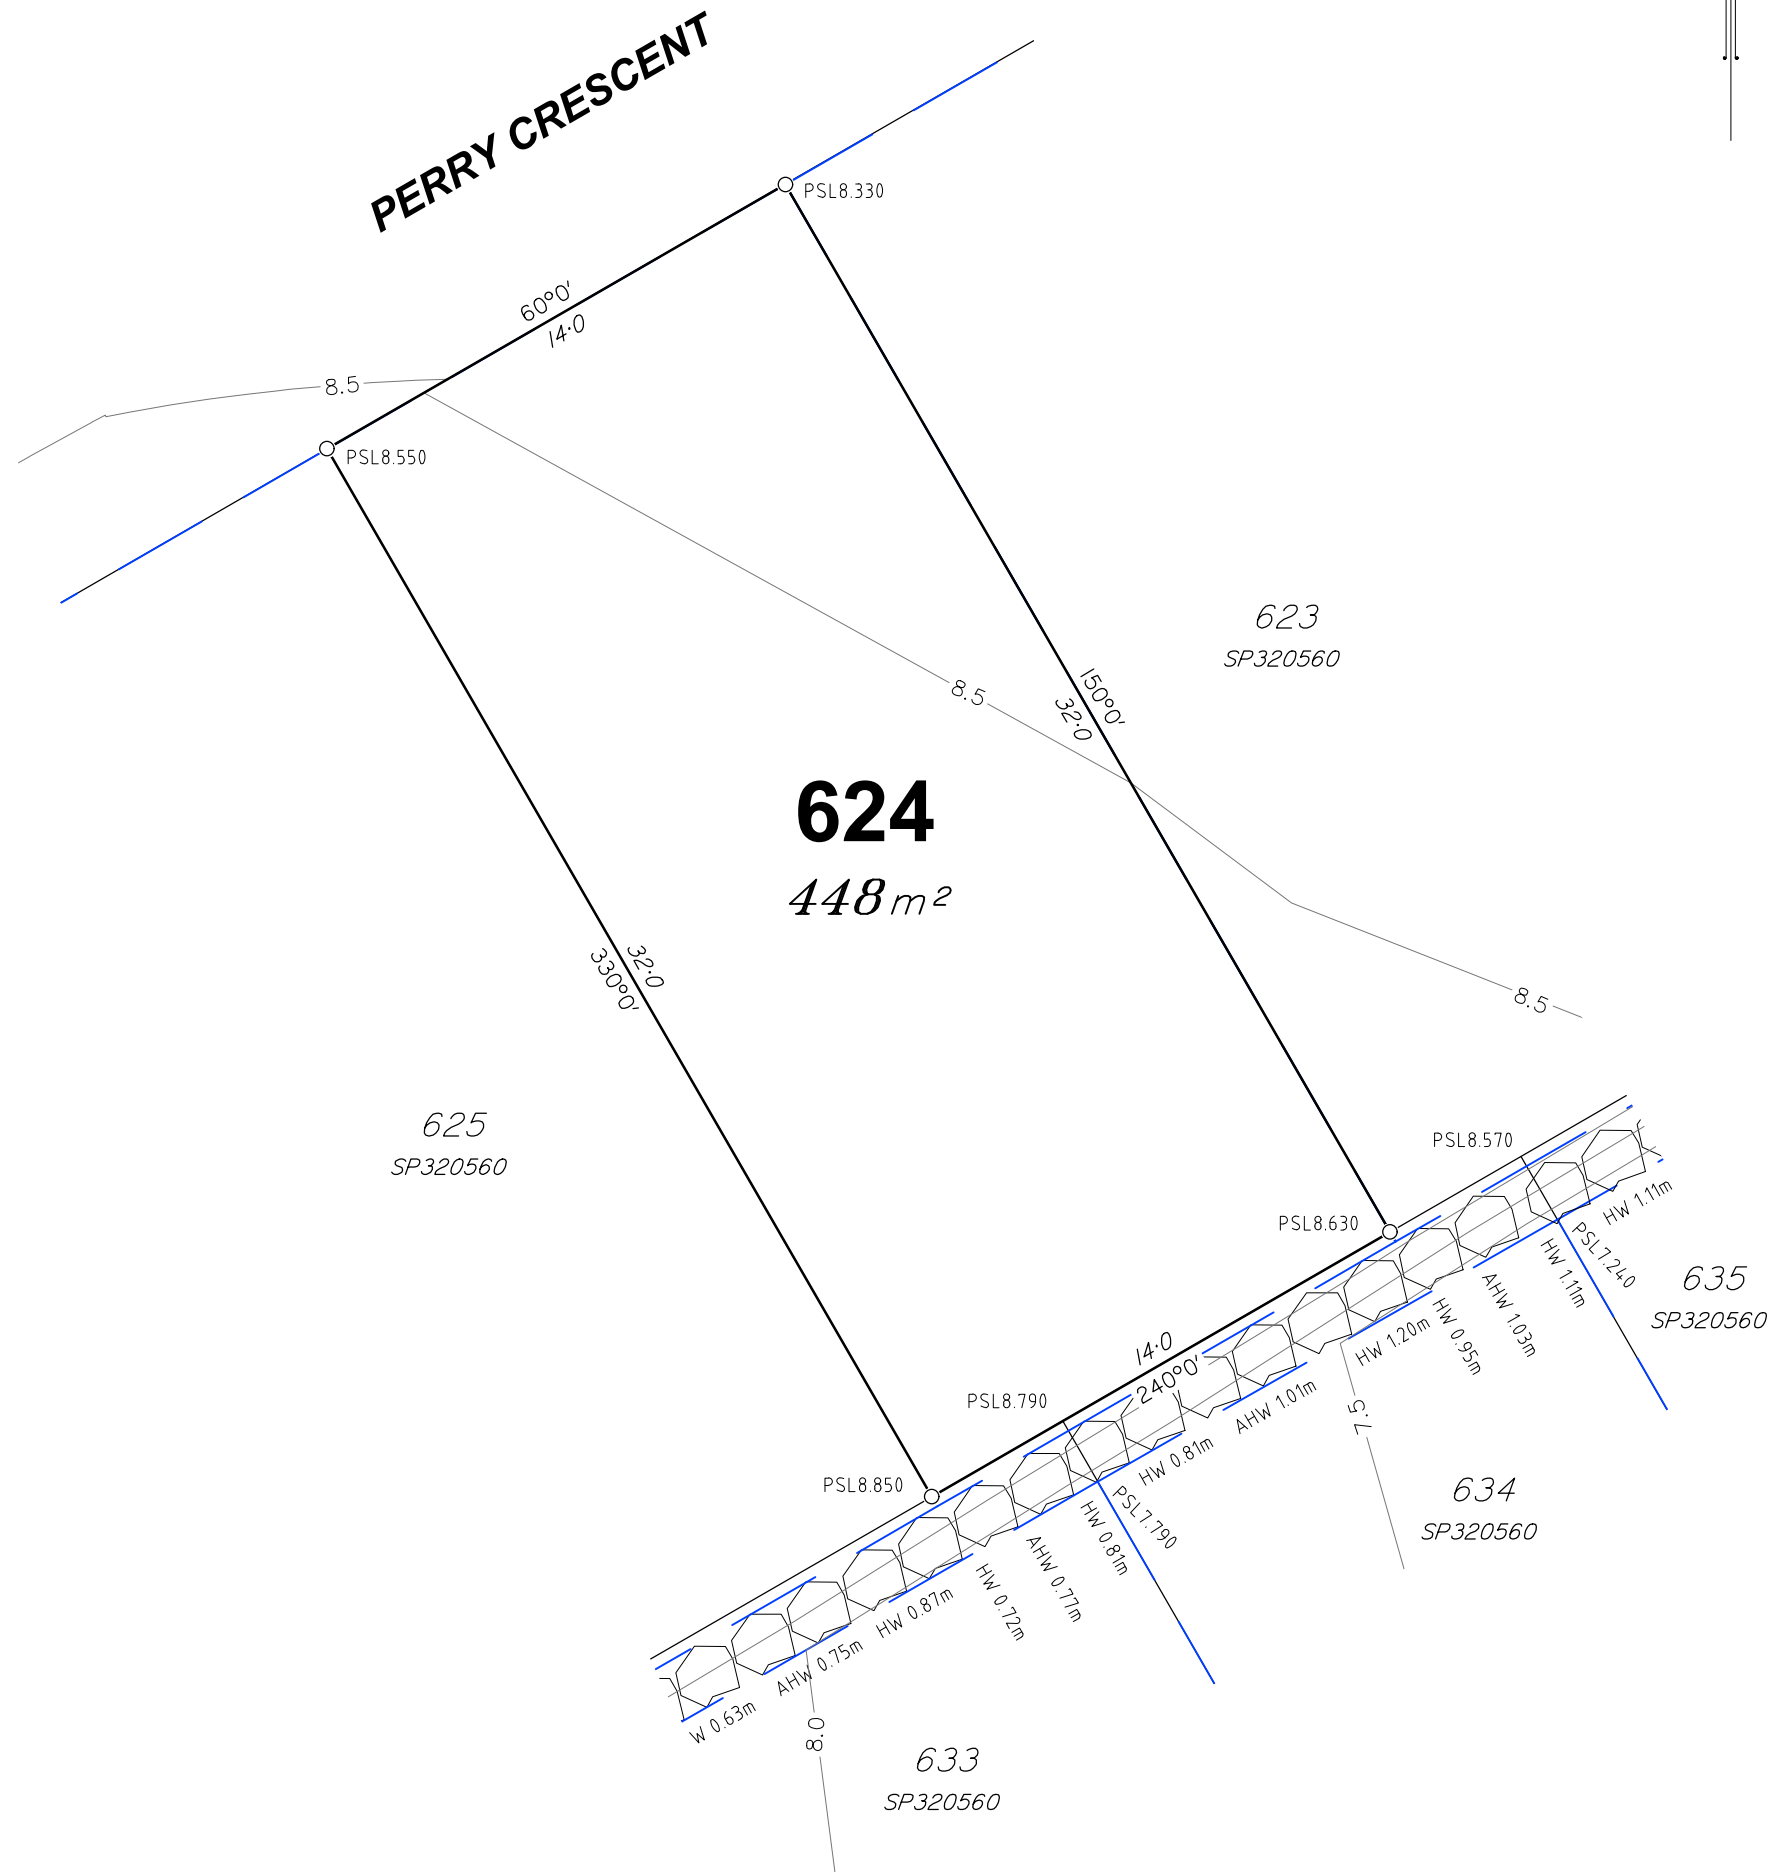 PERRY CRESCENT
PSL8.330
60°0'
14·0
8.5
PSL8.550
623
SP320560
8.5
150°0'
32·0
624
448 m²
32·0
330°0'
8.5
625
SP320560
PSL8.570
PSL8.630
HW 1.11m
PSL7.240
HW 1.11m
635
SP320560
AHW 1.03m
HW 0.95m
HW 1.20m
14·0
240°0'
PSL8.790
AHW 1.01m
7.5
HW 0.81m
PSL8.850
PSL7.790
634
SP320560
HW 0.81m
AHW 0.77m
HW 0.72m
HW 0.87m
AHW 0.75m
W 0.63m
8.0
633
SP320560